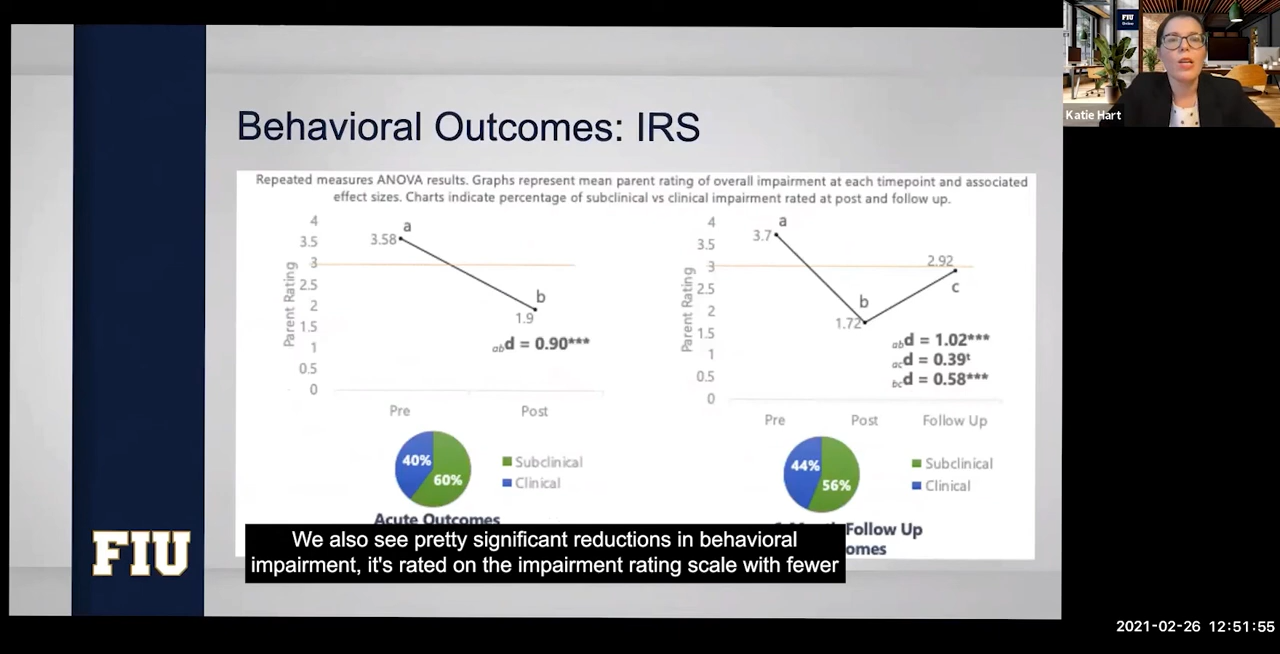 Behavioral Outcomes: IRS
Repeated measures ANOVA results. Graphs represent mean parent rating of overall impairment at each timepoint and associated
effect sizes. Charts indicate percentage of subclinical vs clinical impairment rated at post and follow up.
Parent Rating
4
3.5
3
2.5
2
1.5
1
0.5
0
3.58
a
b
1.9
abd = 0.90***
Pre
Post
40%
60%
Subclinical
Clinical
Acute Outcomes
Parent Rating
4
3.5
3
2.5
2
1.5
1
0.5
0
3.7
a
b
1.72
2.92
c
abd = 1.02***
acd = 0.39ᵗ
bcd = 0.58***
Pre
Post
Follow Up
44%
56%
Subclinical
Clinical
Follow Up
omes
We also see pretty significant reductions in behavioral
impairment, it's rated on the impairment rating scale with fewer
FIU
FIU
Katie Hart
2021-02-26 12:51:55